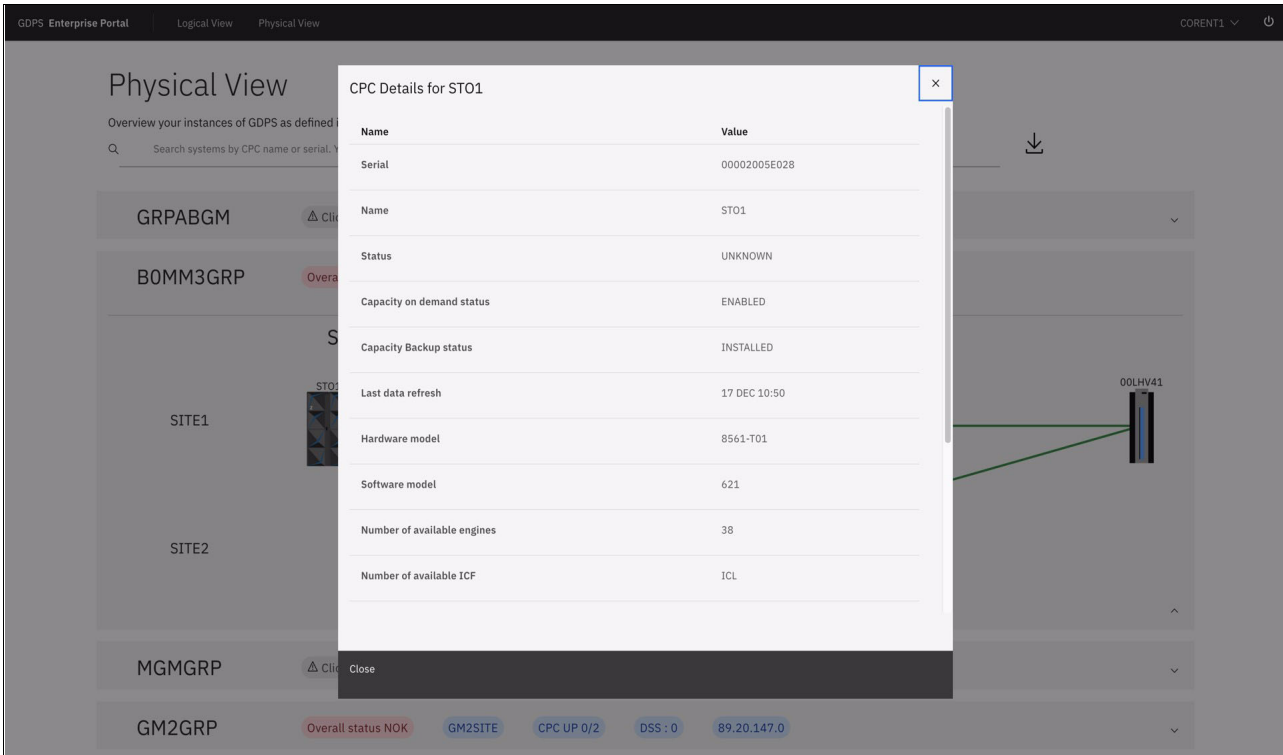 GDPS Enterprise Portal Logical View Physical View CORENT1
Physical View
Overview your instances of GDPS as defined
Search systems by CPC name or serial.
GRPABGM
B0MM3GRP
STO1
00LHV41
SITE1
SITE2
MGMGRP
GM2GRP Overall status NOK GM2SITE CPC UP 0/2 DSS : 0 89.20.147.0
CPC Details for STO1
Name Value
Serial 00002005E028
Name STO1
Status UNKNOWN
Capacity on demand status ENABLED
Capacity Backup status INSTALLED
Last data refresh 17 DEC 10:50
Hardware model 8561-T01
Software model 621
Number of available engines 38
Number of available ICF ICL
Close